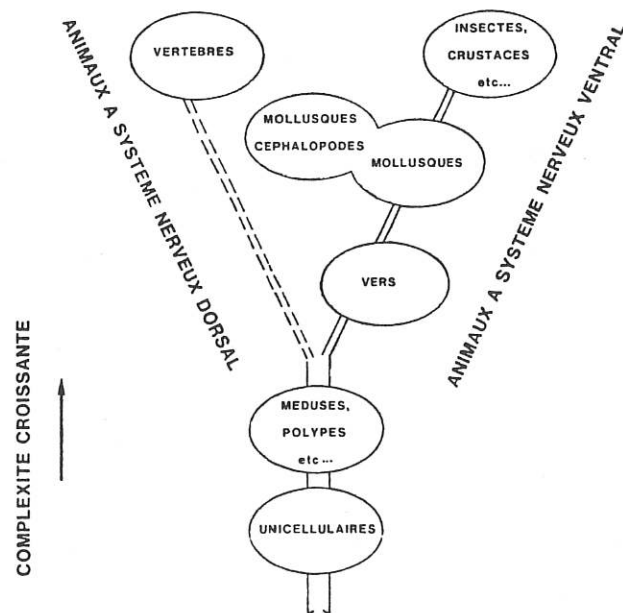 ANIMAUX A SYSTEME NERVEUX DORSAL
VERTEBRES
INSECTES,
CRUSTACES
etc...
MOLLUSQUES
CEPHALOPODES
MOLLUSQUES
VERS
ANIMAUX A SYSTEME NERVEUX VENTRAL
COMPLEXITE CROISSANTE
MEDUSES,
POLYPES
etc...
UNICELLULAIRES